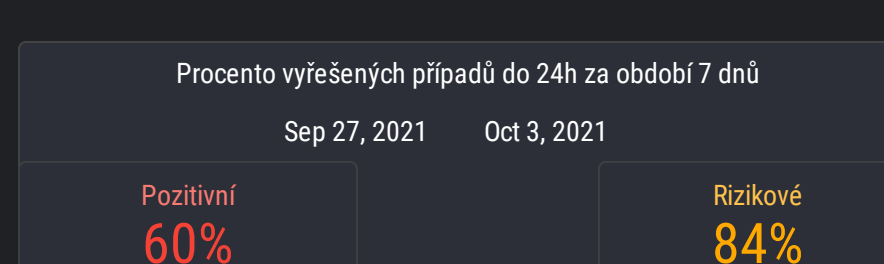 Procento vyřešených případů do 24h za období 7 dnů
Sep 27, 2021 Oct 3, 2021
Pozitivní Rizikové
60% 84%